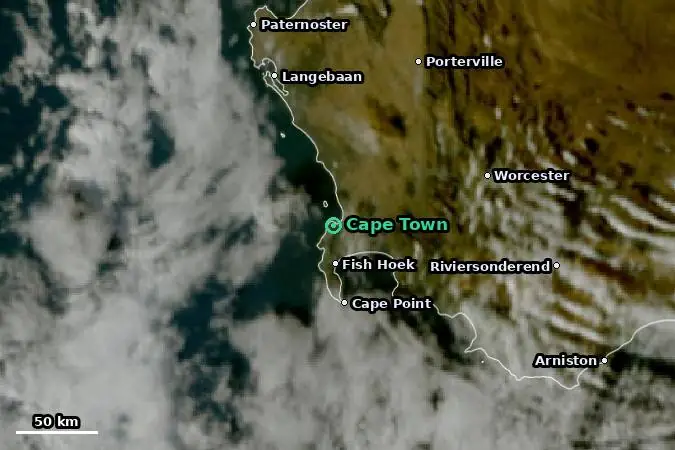 Paternoster
Porterville
Langebaan
Worcester
Cape Town
Fish Hoek
Riviersonderend
Cape Point
Arniston
50 km